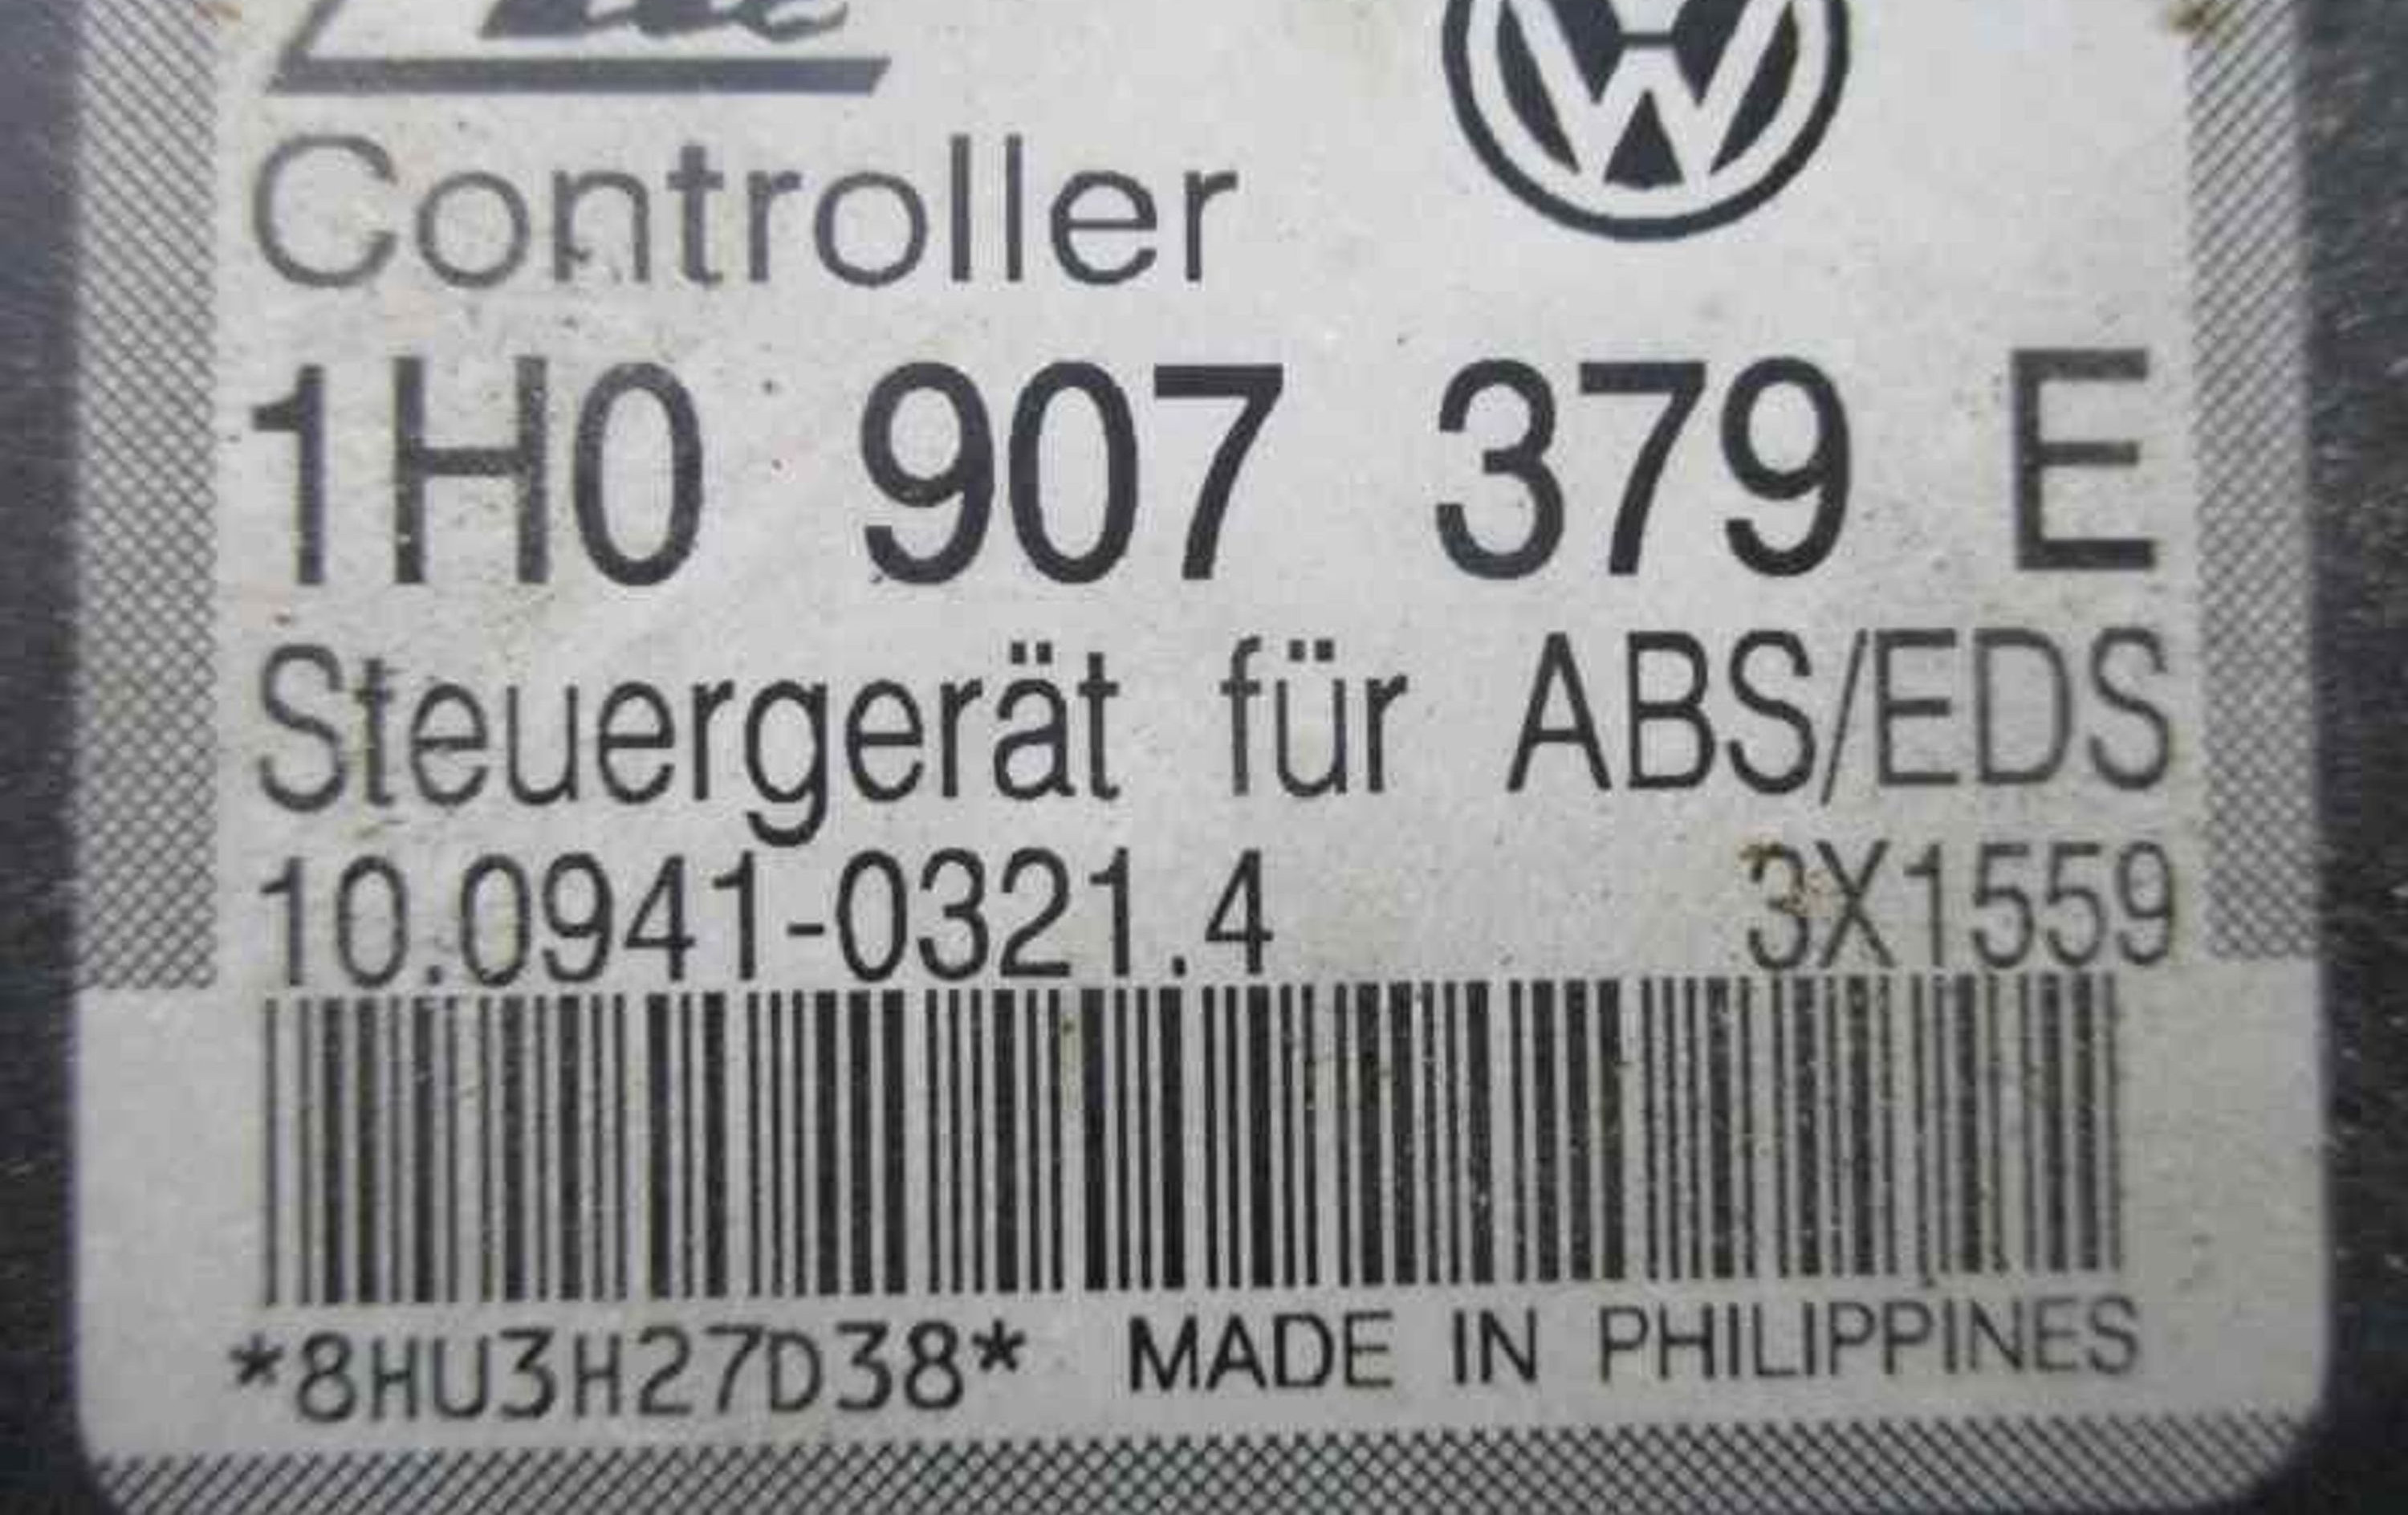 Controller
1H0 907 379 E
Steuergerät für ABS/EDS
10.0941-0321.4 3X1559
*8HU3H27D38* MADE IN PHILIPPINES